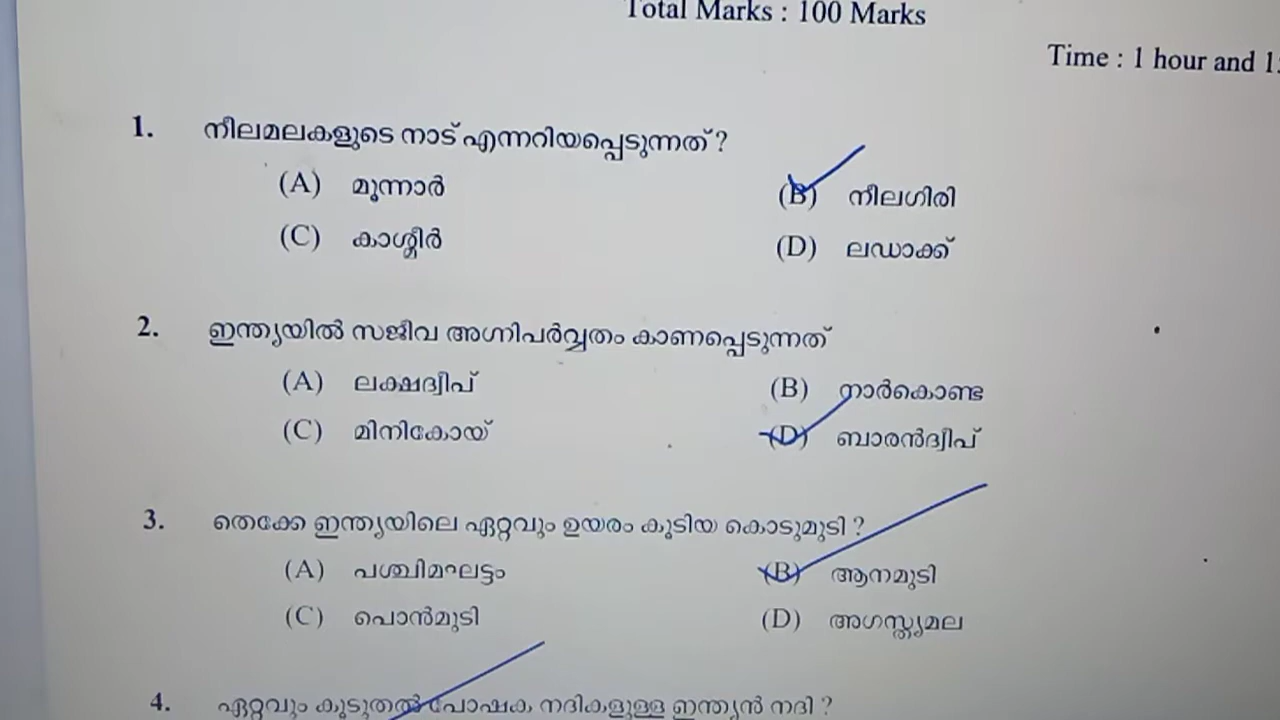 Total Marks : 100 Marks
Time : 1 hour and 1
1. നീലമലകളുടെ നാട് എന്നറിയപ്പെടുന്നത് ?
(A) മൂന്നാർ (B) നീലഗിരി
(C) കാശ്മീർ (D) ലഡാക്ക്
2. ഇന്ത്യയിൽ സജീവ അഗ്നിപർവ്വതം കാണപ്പെടുന്നത്
(A) ലക്ഷദ്വീപ് (B) നാർകൊണ്ട
(C) മിനികോയ് (D) ബാരൻദ്വീപ്
3. തെക്കേ ഇന്ത്യയിലെ ഏറ്റവും ഉയരം കൂടിയ കൊടുമുടി ?
(A) പശ്ചിമഘട്ടം (B) ആനമുടി
(C) പൊൻമുടി (D) അഗസ്ത്യമല
4. ഏറ്റവും കൂടുതൽ പോഷക നദികളുള്ള ഇന്ത്യൻ നദി ?